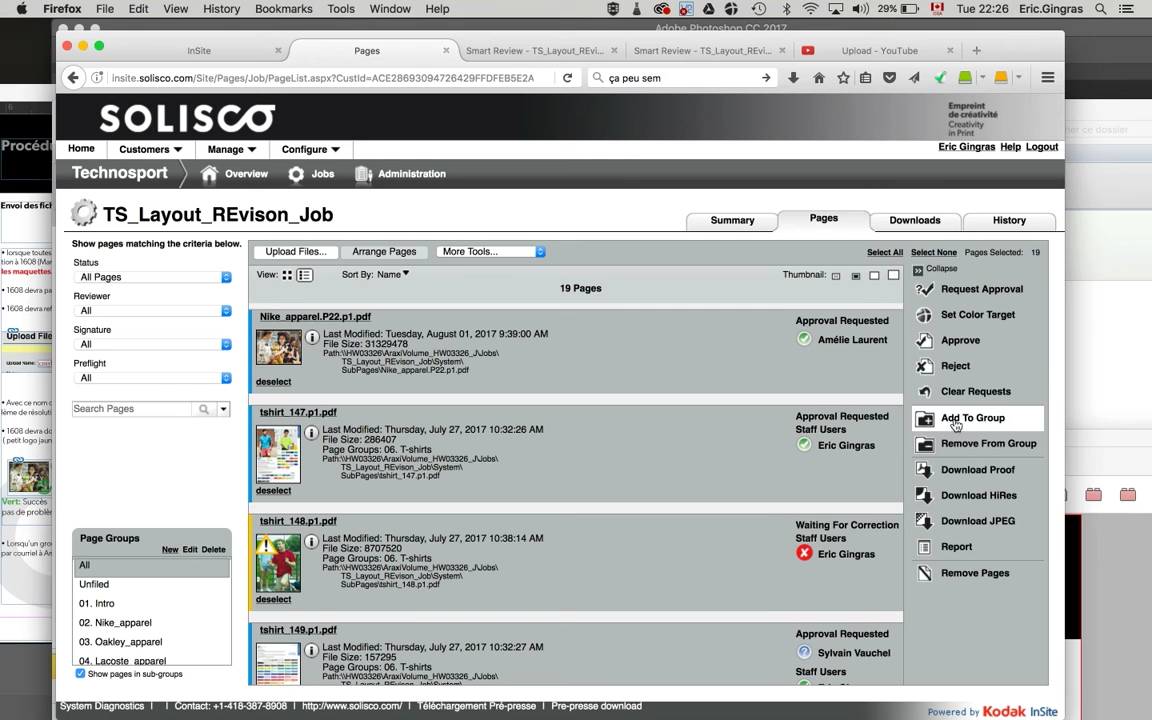 Firefox File Edit View History Bookmarks Tools Window Help 29% Tue 22:26 Eric.Gingras
Adobe Photoshop CC 2017
InSite Pages Smart Review - TS_Layout_REvi... Smart Review - TS_Layout_REvi... Upload - YouTube
insite.solisco.com/Site/Pages/Job/PageList.aspx?CustId=ACE28693094726429FFDFEB5E2A ça peu sem
SOLISCO
Empreint
de créativité
Creativity
in Print
Home Customers Manage Configure Eric Gingras Help Logout
Technosport Overview Jobs Administration
TS_Layout_REvison_Job
Summary Pages Downloads History
Show pages matching the criteria below.
Status
All Pages
Reviewer
All
Signature
All
Preflight
All
Search Pages
Page Groups
New Edit Delete
All
Unfiled
01. Intro
02. Nike_apparel
03. Oakley_apparel
04. Lacoste_apparel
Show pages in sub-groups
Upload Files... Arrange Pages More Tools... Select All Select None Pages Selected: 19
View: Sort By: Name Thumbnail:
19 Pages
Nike_apparel.P22.p1.pdf
Last Modified: Tuesday, August 01, 2017 9:39:00 AM
File Size: 31329478
Path:\\HW03326\AraxiVolume_HW03326_J\Jobs\
TS_Layout_REvison_Job\System\
SubPages\Nike_apparel.P22.p1.pdf
deselect
Approval Requested
Amélie Laurent
tshirt_147.p1.pdf
Last Modified: Thursday, July 27, 2017 10:32:26 AM
File Size: 286407
Page Groups: 06. T-shirts
Path:\\HW03326\AraxiVolume_HW03326_J\Jobs\
TS_Layout_REvison_Job\System\
SubPages\tshirt_147.p1.pdf
deselect
Approval Requested
Staff Users
Eric Gingras
tshirt_148.p1.pdf
Last Modified: Thursday, July 27, 2017 10:38:14 AM
File Size: 8707520
Page Groups: 06. T-shirts
Path:\\HW03326\AraxiVolume_HW03326_J\Jobs\
TS_Layout_REvison_Job\System\
SubPages\tshirt_148.p1.pdf
deselect
Waiting For Correction
Staff Users
Eric Gingras
tshirt_149.p1.pdf
Last Modified: Thursday, July 27, 2017 10:32:27 AM
File Size: 157295
Page Groups: 06. T-shirts
Path:\\HW03326\AraxiVolume_HW03326_J\Jobs\
TS_Layout_REvison_Job\System\
Approval Requested
Sylvain Vauchel
Staff Users
Collapse
Request Approval
Set Color Target
Approve
Reject
Clear Requests
Add To Group
Remove From Group
Download Proof
Download HiRes
Download JPEG
Report
Remove Pages
System Diagnostics | | Contact: +1-418-387-8908 | http://www.solisco.com/ | Téléchargement Pré-presse | Pre-presse download
Powered by Kodak InSite